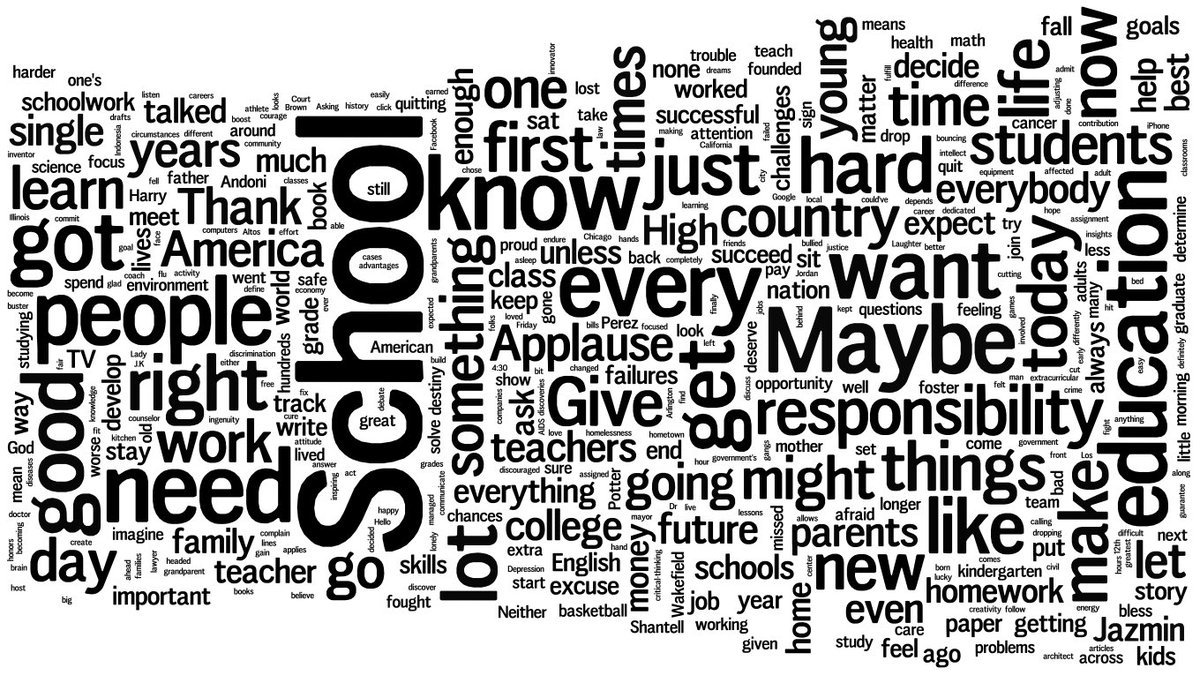 School
know
people
need
education
Maybe
responsibility
every
want
hard
just
got
good
right
work
day
go
lot
something
get
today
things
like
new
make
students
country
might
going
Give
Applause
teachers
college
everything
future
parents
even
homework
Jazmin
let
story
kids
across
articles
architect
bless
getting
paper
problems
ago
feel
study
care
home
given
year
job
working
Shantell
Wakefield
money
critical-thinking
basketball
Neither
start
excuse
English
extra
Depression
chances
skills
discover
fought
believe
books
teacher
family
important
imagine
big
host
brain
honors
becoming
doctor
diseases
mean
God
way
studying
TV
fair
develop
Lady
J.K
knowledge
fit
worse
stay
kitchen
old
counselor
ingenuity
free
either
discrimination
hundreds
track
write
fix
cure
attitude
lived
answer
act
inspiring
great
debate
still
cases
advantages
happy
Hello
decided
American
expected
grandparents
build
destiny
solve
grades
communicate
managed
lonely
America
Thank
learn
single
years
talked
schoolwork
harder
one's
drafts
listen
careers
circumstances
different
Indonesia
boost
athlete
looks
courage
Court
Brown
Asking
history
click
easily
quitting
earned
Facebook
around
community
much
science
focus
inventor
fell
father
Andoni
classes
book
able
Harry
meet
Illinois
commit
computers
Altos
effort
lives
face
goal
coach
flu
activity
environment
spend
glad
become
buster
went
define
world
safe
economy
ever
grade
one
first
times
innovator
enough
chose
sat
lost
take
law
none
trouble
dreams
worked
teach
founded
successful
making
attention
California
failed
challenges
sign
city
young
means
matter
health
math
fulfill
decide
difference
time
drop
life
fall
now
goals
help
best
admit
adjusting
done
cancer
contribution
iPhone
classrooms
bouncing
intellect
quit
equipment
affected
adult
everybody
Google
local
could've
depends
career
dedicated
expect
hope
try
assignment
insights
less
join
adults
many
always
determine
graduate
definitely
morning
little
along
guarantee
High
learning
friends
completely
bullied
justice
Laughter
better
succeed
sit
pay
Jordan
nation
kept
questions
feeling
cutting
games
involved
proud
endure
Chicago
hands
asleep
unless
back
class
keep
gone
loved
Friday
folks
bills
Perez
focused
look
left
finally
jobs
deserve
behind
discuss
4:30
show
bit
changed
failures
ask
companies
AIDS
discoveries
Arlington
find
opportunity
well
foster
felt
man
extracurricular
crime
cut
early
differently
hit
bed
easy
anything
fight
love
homelessness
hometown
end
hour
government's
gangs
mother
set
come
government
front
Los
bad
team
longer
discouraged
sure
assigned
Potter
mayor
Dr
live
lessons
missed
allows
afraid
calling
dropping
put
difficult
next
greatest
12th
hours
hand
schools
center
comes
born
lucky
kindergarten
civil
creativity
follow
energy
create
complain
lines
gain
applies
headed
grandparent
lawyer
families
ahead